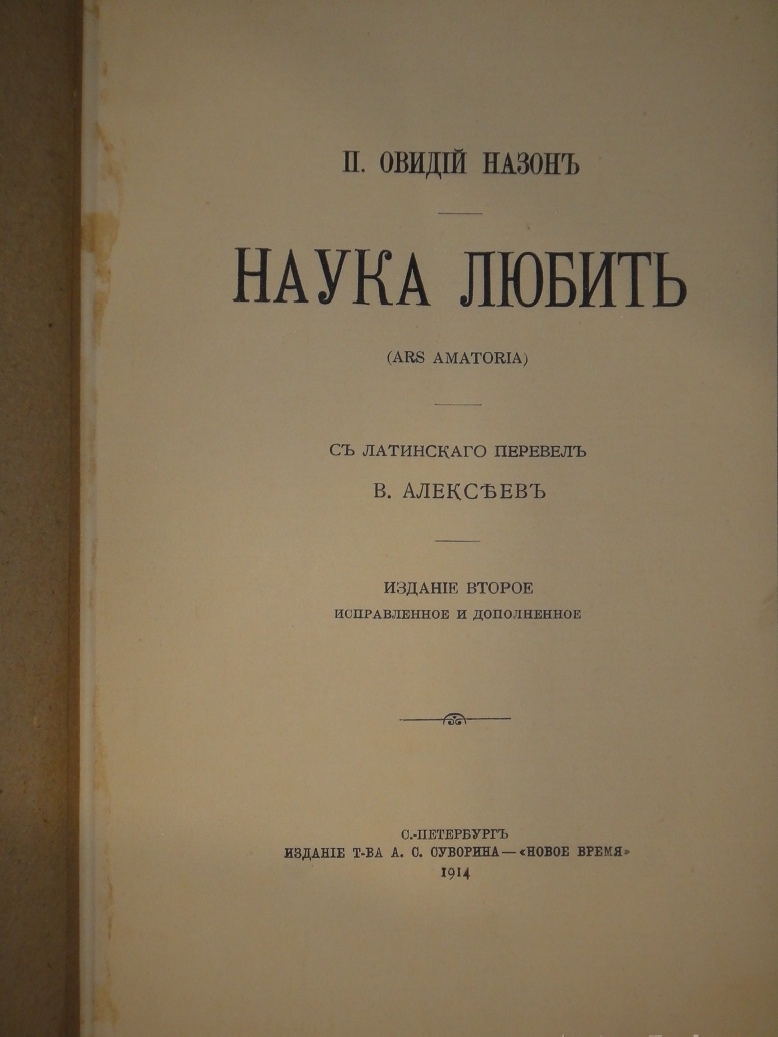 П. ОВИДІЙ НАЗОНЪ
НАУКА ЛЮБИТЬ
(ARS AMATORIA)
СЪ ЛАТИНСКАГО ПЕРЕВЕЛЪ
В. АЛЕКСѢЕВЪ
ИЗДАНІЕ ВТОРОЕ
ИСПРАВЛЕННОЕ И ДОПОЛНЕННОЕ
С.-ПЕТЕРБУРГЪ
ИЗДАНІЕ Т-ВА А. С. СУВОРИНА—«НОВОЕ ВРЕМЯ»
1914